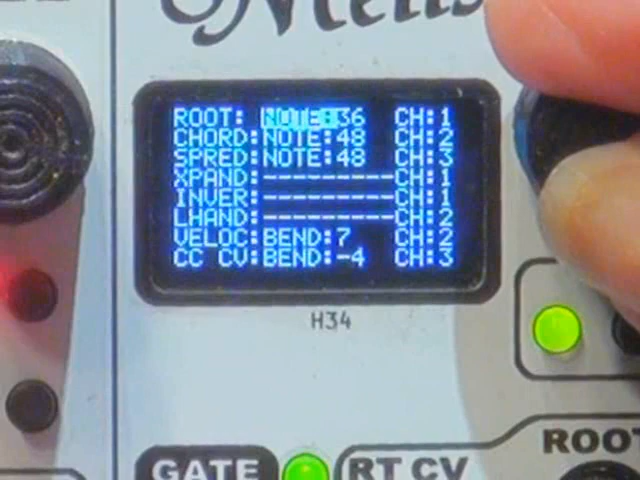 ROOT: NOTE:36 CH:1
CHORD:NOTE:48 CH:2
SPRED:NOTE:48 CH:3
XPAND:---------CH:1
INVER:---------CH:1
LHAND:---------CH:2
VELOC:BEND:7 CH:2
CC CV:BEND:-4 CH:3
H34
ROOT
GATE RT CV